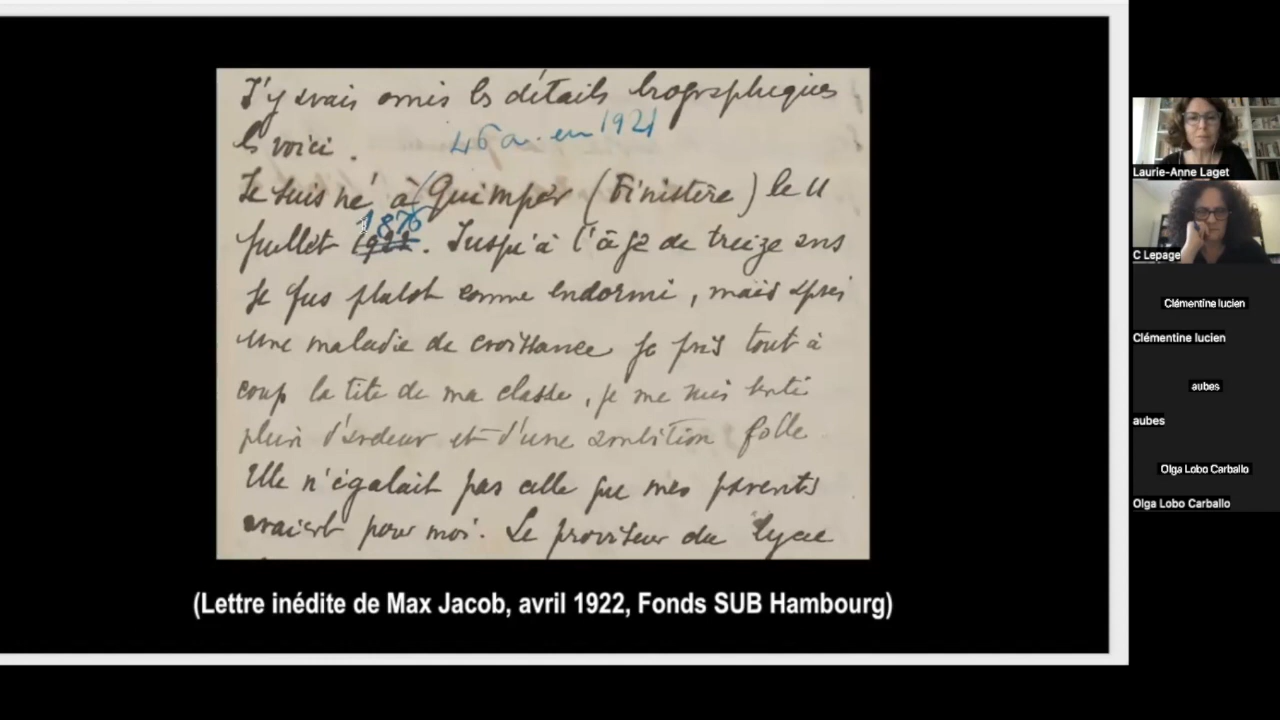 J'y avais omis les détails biographiques
46 a. en 1921
les voici.
Je suis né à Quimper (Finistère) le 11
1876
juillet 1922. Jusqu'à l'âge de treize ans
je fus plutot comme endormi, mais après
une maladie de croissance je pris tout à
coup la tête de ma classe, je me suis senti
plein d'ardeur et d'une ambition folle
Elle n'égalait pas celle que mes parents
avaient pour moi. Le proviseur du lycée
(Lettre inédite de Max Jacob, avril 1922, Fonds SUB Hambourg)
Laurie-Anne Laget
C Lepage
Clémentine lucien
Clémentine lucien
aubes
aubes
Olga Lobo Carballo
Olga Lobo Carballo